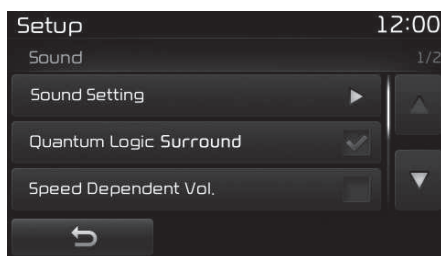 Setup 12:00
Sound 1/2
Sound Setting
Quantum Logic Surround
Speed Dependent Vol.